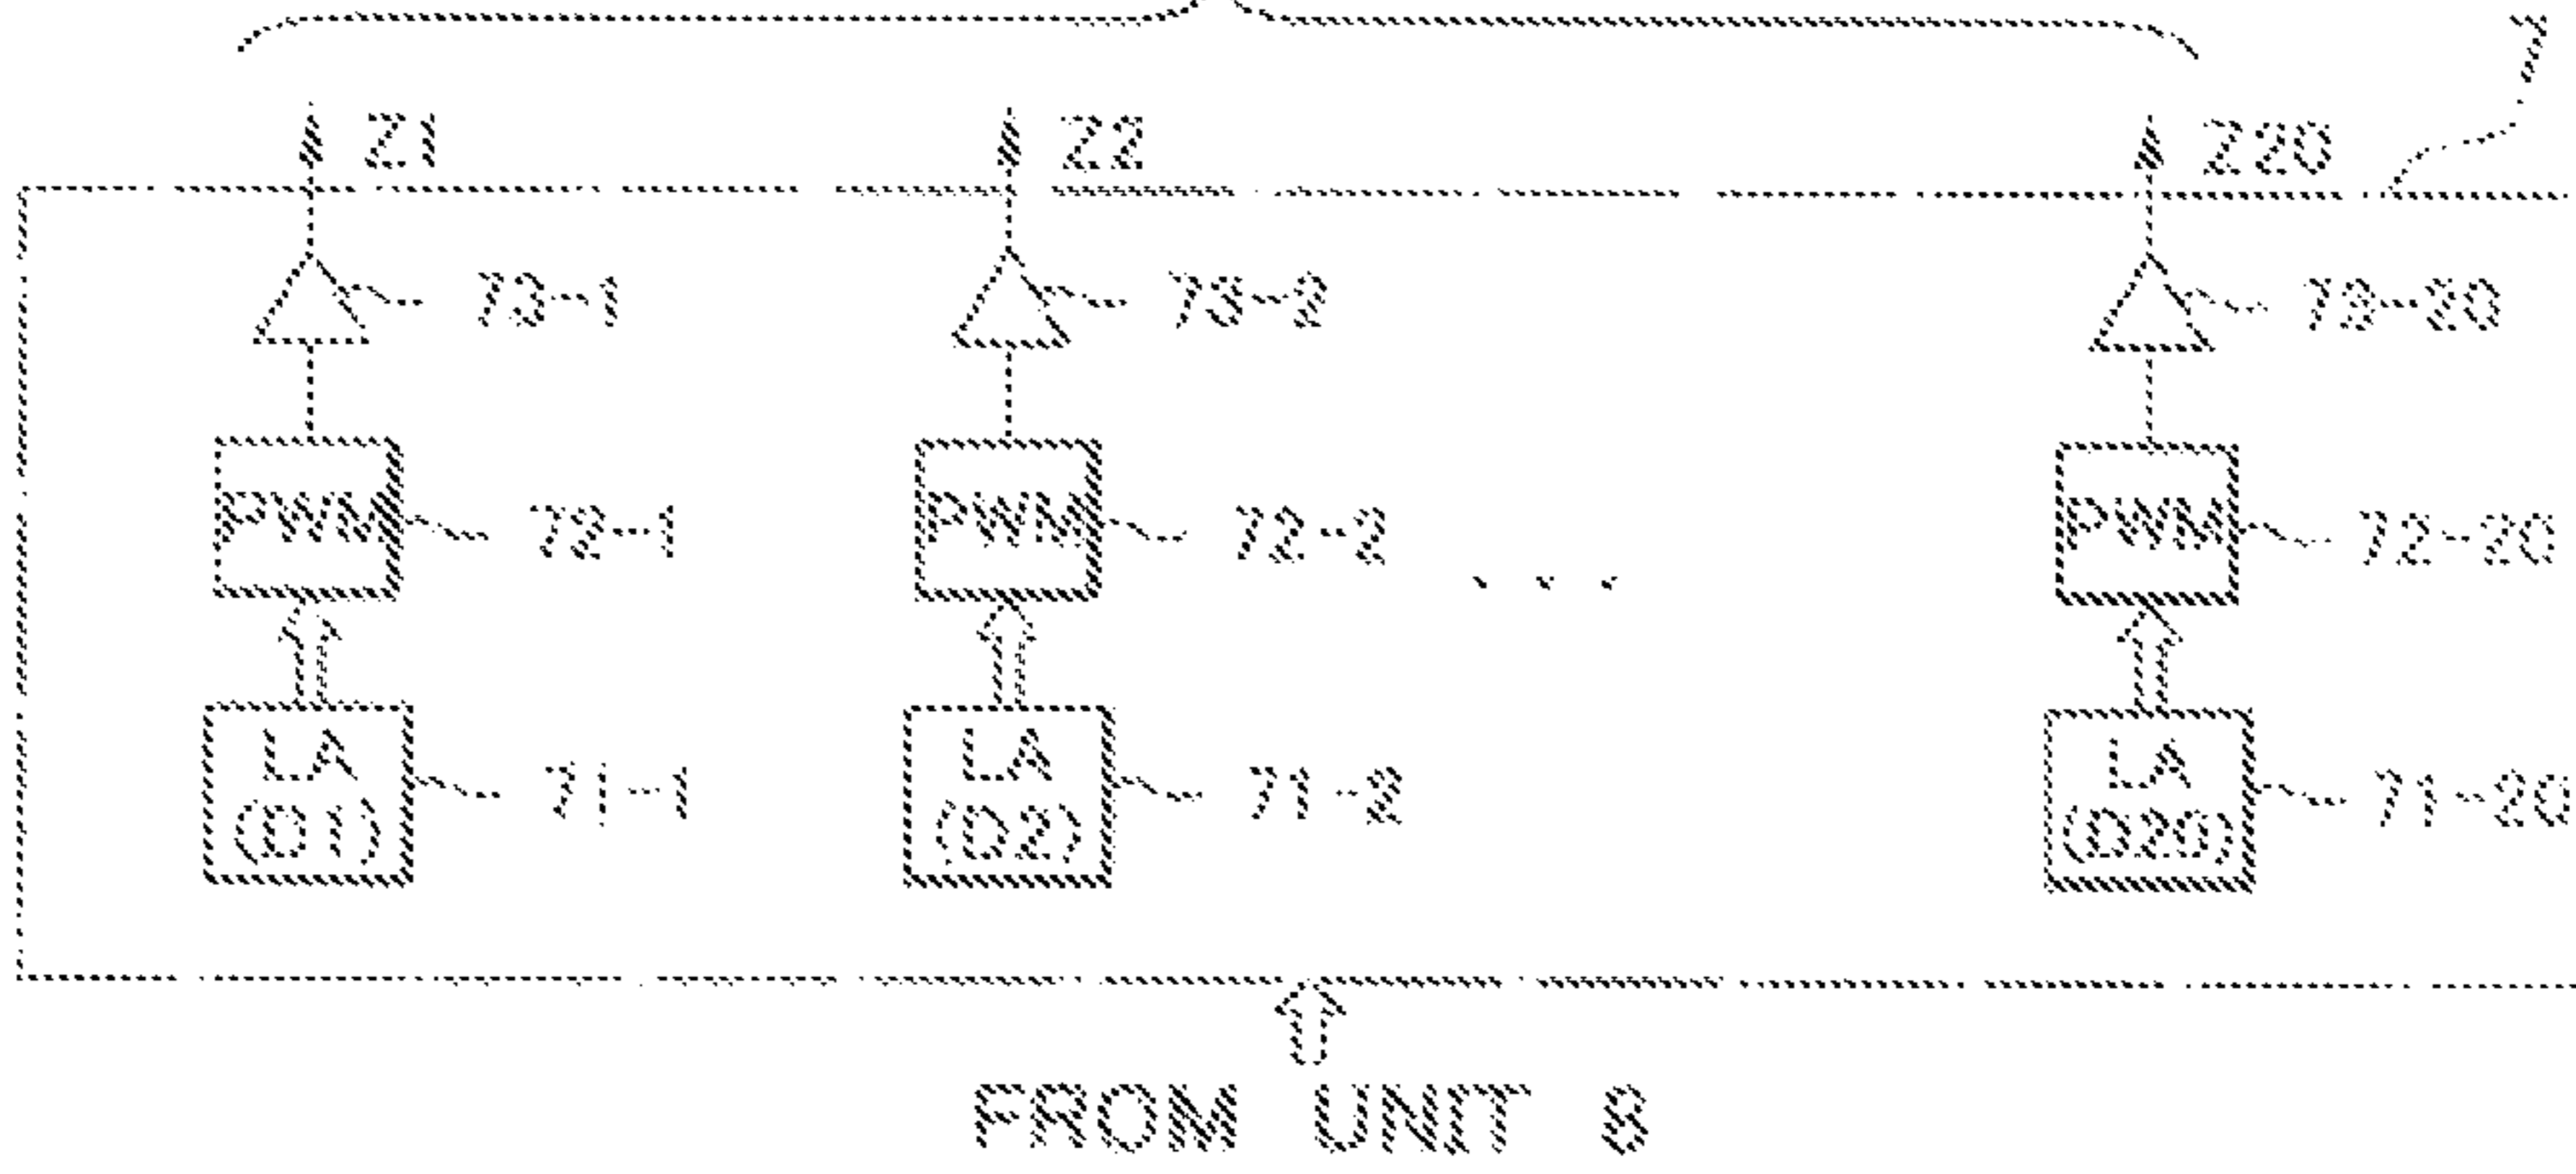 7
Z1 Z2 Z20
73-1 73-2 73-20
PWM 72-1 PWM 72-2 . . . PWM 72-20
LA 71-1 LA 71-2 LA 71-20
(D1) (D2) (D20)
FROM UNIT 8